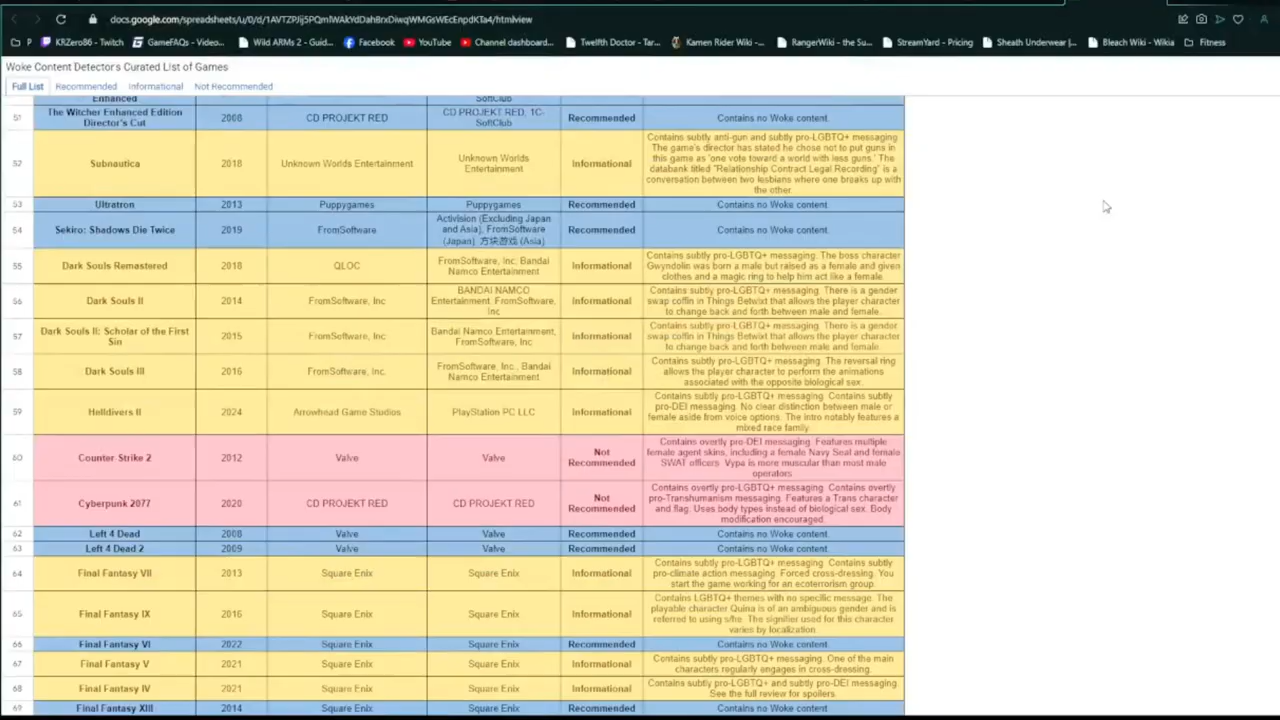 docs.google.com/spreadsheets/u/0/d/1AVTZPJij5PQmlWAkYdDah8rxDiwqWMGsWEcEnpdKTa4/htmlview
P KRZero86 - Twitch GameFAQs - Video... Wild ARMs 2 - Guid... Facebook YouTube Channel dashboard... Twelfth Doctor - Tar... Kamen Rider Wiki -... RangerWiki - the Su... StreamYard - Pricing Sheath Underwear |... Bleach Wiki - Wikia Fitness
Woke Content Detector's Curated List of Games
Full List Recommended Informational Not Recommended
Enhanced SoftClub
51 The Witcher Enhanced Edition Director's Cut 2008 CD PROJEKT RED CD PROJEKT RED, 1C-SoftClub Recommended Contains no Woke content.
52 Subnautica 2018 Unknown Worlds Entertainment Unknown Worlds Entertainment Informational Contains subtly anti-gun and subtly pro-LGBTQ+ messaging The game's director has stated he chose not to put guns in this game as 'one vote toward a world with less guns.' The databank titled "Relationship Contract Legal Recording" is a conversation between two lesbians where one breaks up with the other.
53 Ultratron 2013 Puppygames Puppygames Recommended Contains no Woke content.
54 Sekiro: Shadows Die Twice 2019 FromSoftware Activision (Excluding Japan and Asia), FromSoftware (Japan), 方块游戏 (Asia) Recommended Contains no Woke content.
55 Dark Souls Remastered 2018 QLOC FromSoftware, Inc, Bandai Namco Entertainment Informational Contains subtly pro-LGBTQ+ messaging. The boss character Gwyndolin was born a male but raised as a female and given clothes and a magic ring to help him act like a female.
56 Dark Souls II 2014 FromSoftware, Inc BANDAI NAMCO Entertainment, FromSoftware, Inc Informational Contains subtly pro-LGBTQ+ messaging. There is a gender swap coffin in Things Betwixt that allows the player character to change back and forth between male and female.
57 Dark Souls II: Scholar of the First Sin 2015 FromSoftware, Inc Bandai Namco Entertainment, FromSoftware, Inc Informational Contains subtly pro-LGBTQ+ messaging. There is a gender swap coffin in Things Betwixt that allows the player character to change back and forth between male and female.
58 Dark Souls III 2016 FromSoftware, Inc. FromSoftware, Inc., Bandai Namco Entertainment Informational Contains subtly pro-LGBTQ+ messaging. The reversal ring allows the player character to perform the animations associated with the opposite biological sex.
59 Helldivers II 2024 Arrowhead Game Studios PlayStation PC LLC Informational Contains subtly pro-LGBTQ+ messaging. Contains subtly pro-DEI messaging. No clear distinction between male or female aside from voice options. The intro notably features a mixed race family.
60 Counter Strike 2 2012 Valve Valve Not Recommended Contains overtly pro-DEI messaging. Features multiple female agent skins, including a female Navy Seal and female SWAT officers. Vypa is more muscular than most male operators.
61 Cyberpunk 2077 2020 CD PROJEKT RED CD PROJEKT RED Not Recommended Contains overtly pro-LGBTQ+ messaging. Contains overtly pro-Transhumanism messaging. Features a Trans character and flag. Uses body types instead of biological sex. Body modification encouraged.
62 Left 4 Dead 2008 Valve Valve Recommended Contains no Woke content.
63 Left 4 Dead 2 2009 Valve Valve Recommended Contains no Woke content.
64 Final Fantasy VII 2013 Square Enix Square Enix Informational Contains subtly pro-LGBTQ+ messaging. Contains subtly pro-climate action messaging. Forced cross-dressing. You start the game working for an ecoterrorism group.
65 Final Fantasy IX 2016 Square Enix Square Enix Informational Contains LGBTQ+ themes with no specific message. The playable character Quina is of an ambiguous gender and is referred to using s/he. The signifier used for this character varies by localization.
66 Final Fantasy VI 2022 Square Enix Square Enix Recommended Contains no Woke content.
67 Final Fantasy V 2021 Square Enix Square Enix Informational Contains subtly pro-LGBTQ+ messaging. One of the main characters regularly engages in cross-dressing.
68 Final Fantasy IV 2021 Square Enix Square Enix Informational Contains subtly pro-LGBTQ+ and subtly pro-DEI messaging. See the full review for spoilers.
69 Final Fantasy XIII 2014 Square Enix Square Enix Recommended Contains no Woke content.